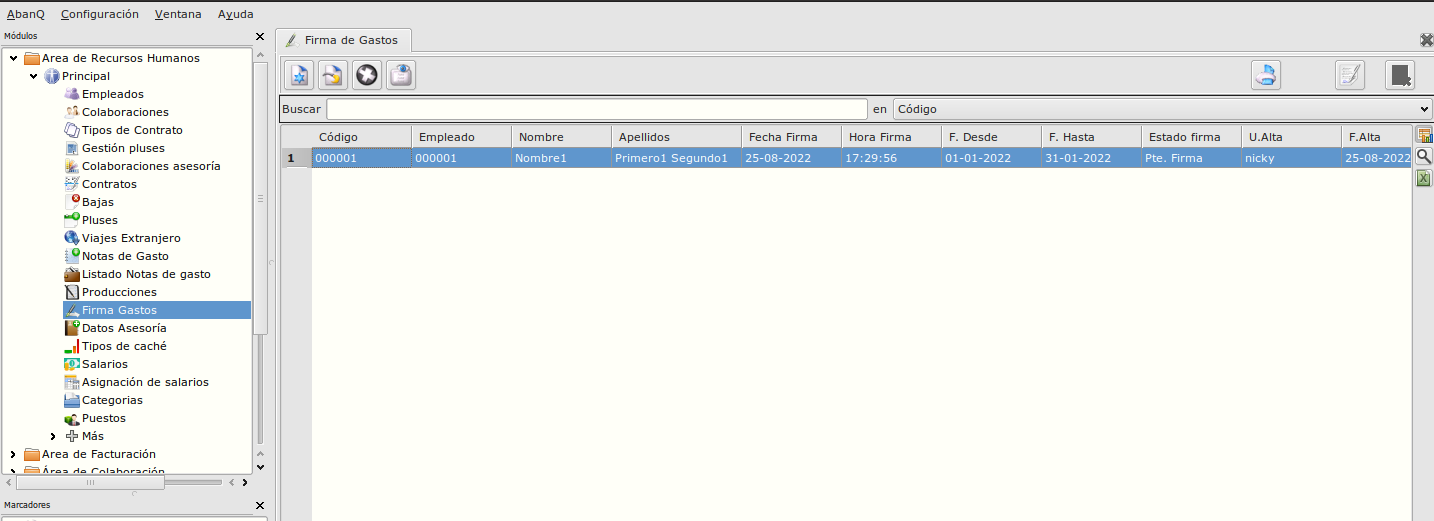 AbanQ Configuración Ventana Ayuda
Módulos
Area de Recursos Humanos
Principal
Empleados
Colaboraciones
Tipos de Contrato
Gestión pluses
Colaboraciones asesoría
Contratos
Bajas
Pluses
Viajes Extranjero
Notas de Gasto
Listado Notas de gasto
Producciones
Firma Gastos
Datos Asesoría
Tipos de caché
Salarios
Asignación de salarios
Categorias
Puestos
Más
Area de Facturación
Área de Colaboración
Marcadores
Firma de Gastos
Buscar en Código
Código Empleado Nombre Apellidos Fecha Firma Hora Firma F. Desde F. Hasta Estado firma U.Alta F.Alta
1 000001 000001 Nombre1 Primero1 Segundo1 25-08-2022 17:29:56 01-01-2022 31-01-2022 Pte. Firma nicky 25-08-2022